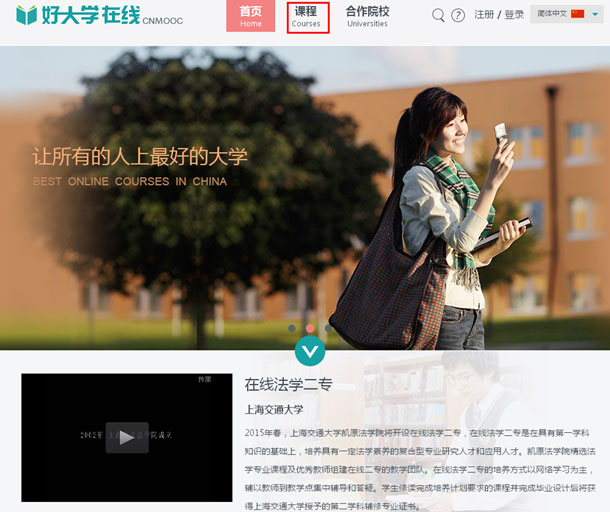 好大学在线 CNMOOC
首页 课程 合作院校 注册 / 登录 简体中文
Home Courses Universities
让所有的人上最好的大学
BEST ONLINE COURSES IN CHINA
在线法学二专
上海交通大学
2015年春，上海交通大学凯原法学院将开设在线法学二专，在线法学二专是在具有第一学科
知识的基础上，培养具有一定法学素养的复合型专业研究人才和应用人才。凯原法学院精选法
学专业课程及优秀教师组建在线二专的教学团队。在线法学二专的培养方式以网络学习为主，
辅以教师到教学点集中辅导和答疑。学生修读完成培养计划要求的课程并完成毕业设计后将获
得上海交通大学授予的第二学科辅修专业证书。
2002年